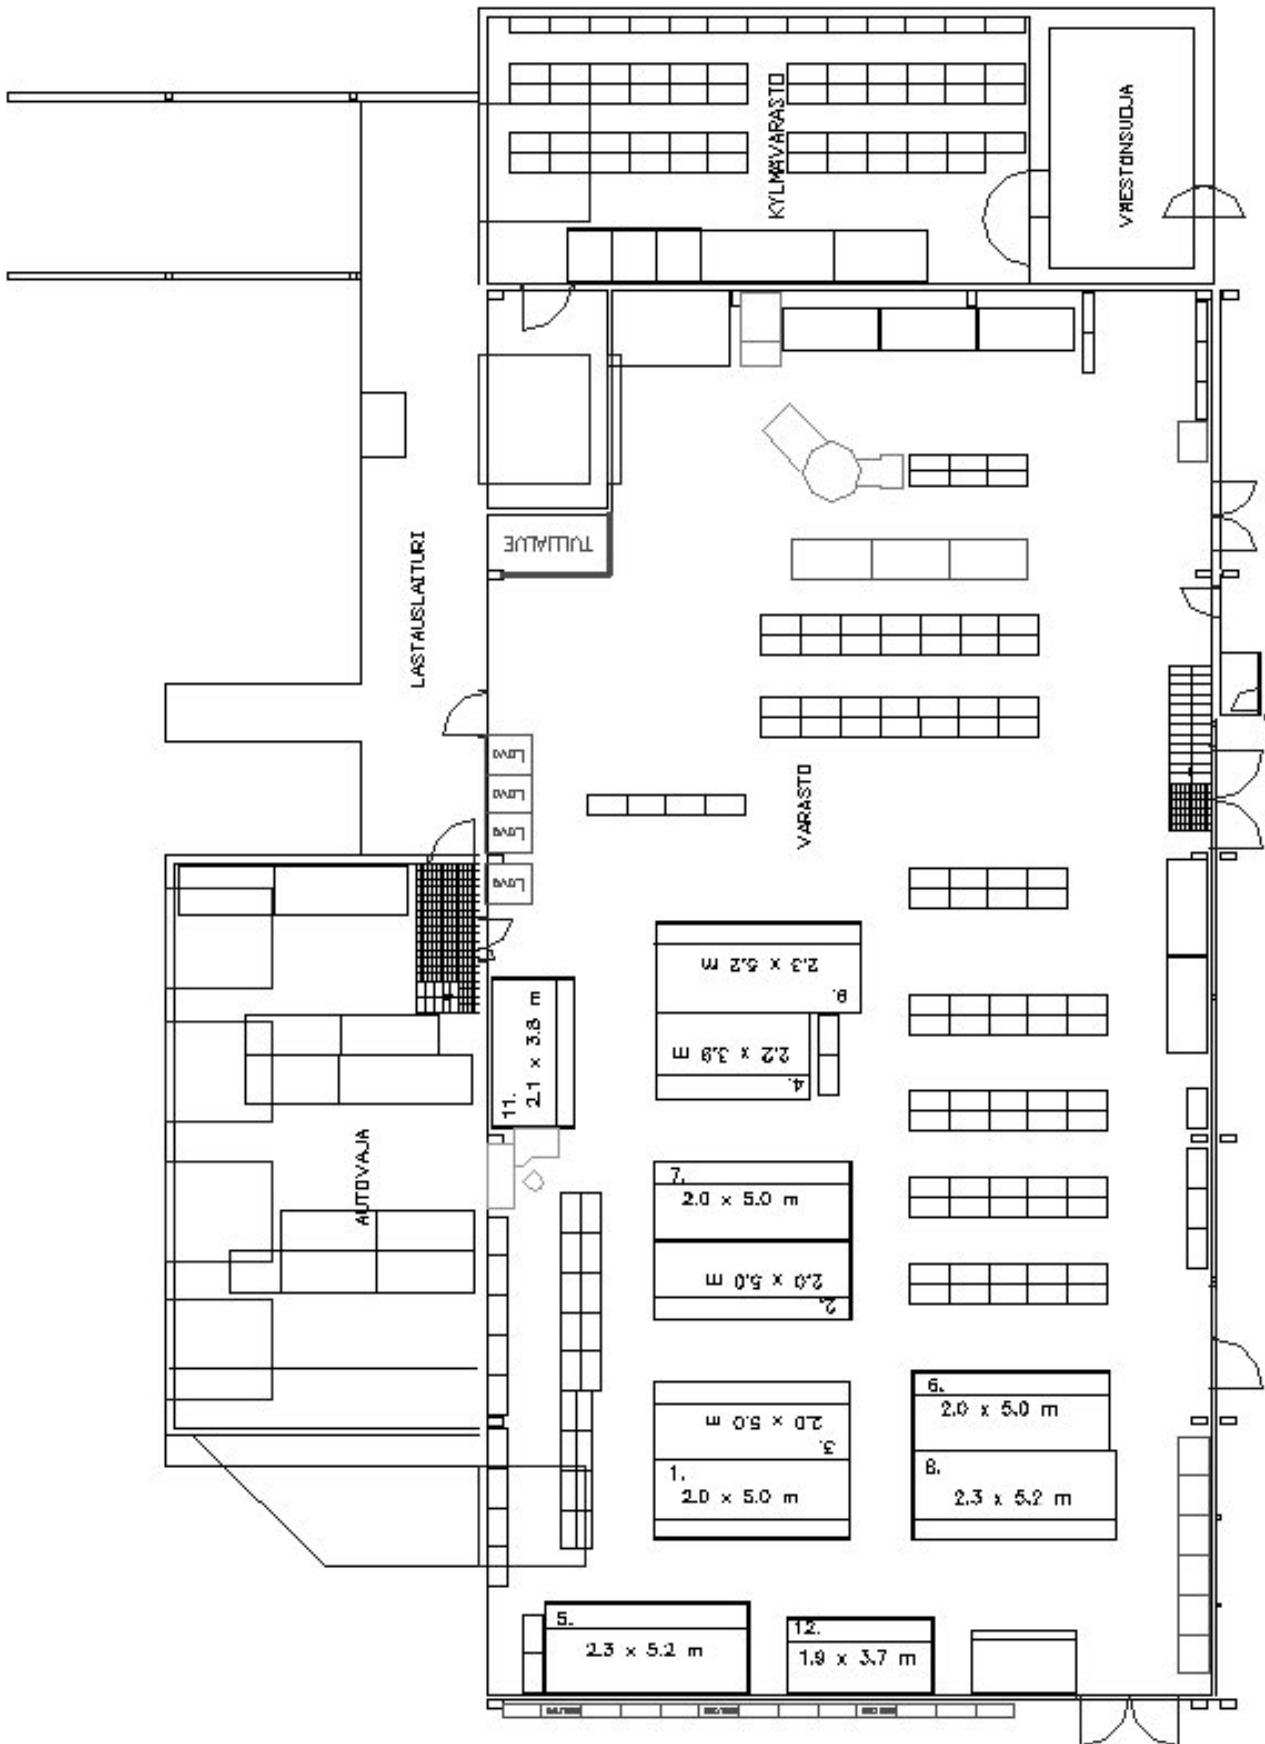 KYLMÄVARASTO
VÄESTÖNSUOJA
LASTAUSLAITURI
TULLIALUE
VARASTO
Lava
Lava
Lava
Lava
2.3 x 5.2 m
9.
2.2 x 3.9 m
4.
11.
2.1 x 3.8 m
AUTOVAJA
7.
2.0 x 5.0 m
2.0 x 5.0 m
2.
6.
2.0 x 5.0 m
2.0 x 5.0 m
3.
1.
2.0 x 5.0 m
8.
2.3 x 5.2 m
5.
2.3 x 5.2 m
12.
1.9 x 3.7 m